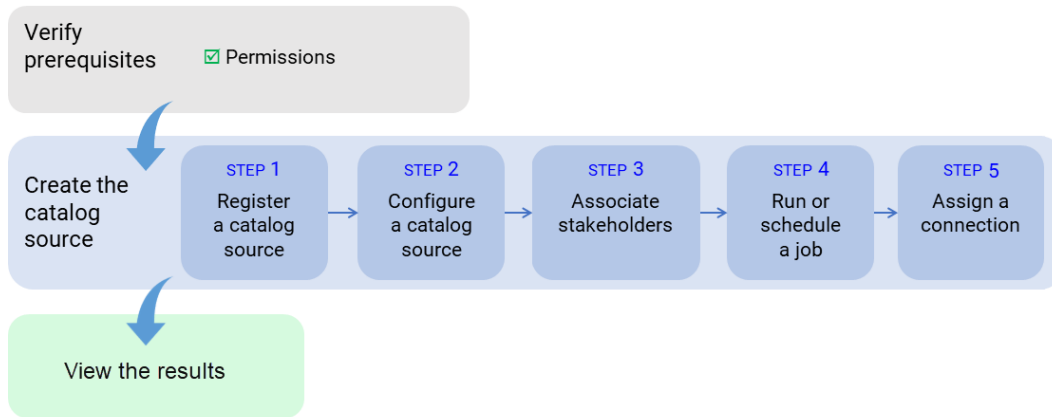 Verify
prerequisites
☑ Permissions
Create the
catalog
source
STEP 1
Register
a catalog
source
STEP 2
Configure
a catalog
source
STEP 3
Associate
stakeholders
STEP 4
Run or
schedule
a job
STEP 5
Assign a
connection
View the results